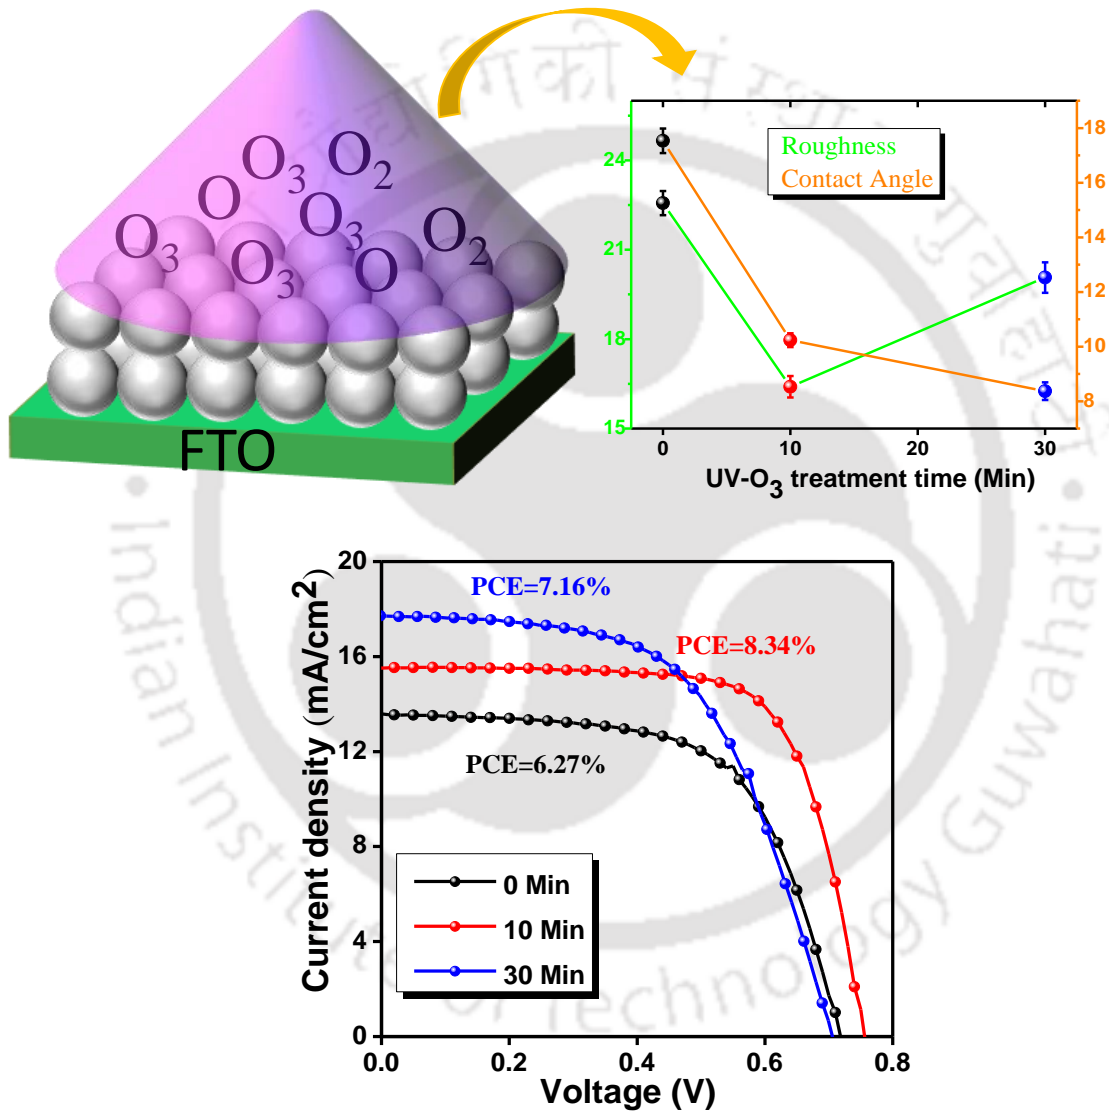 O₃
O₂
O
O₃
O₃
O₂
O₃
O
FTO
24
21
18
15
Roughness
Contact Angle
18
16
14
12
10
8
0
10
20
30
UV-O₃ treatment time (Min)
20
16
12
8
4
0
Current density (mA/cm²)
PCE=7.16%
PCE=8.34%
PCE=6.27%
0 Min
10 Min
30 Min
0.0
0.2
0.4
0.6
0.8
Voltage (V)
Indian Institute of Technology Guwahati